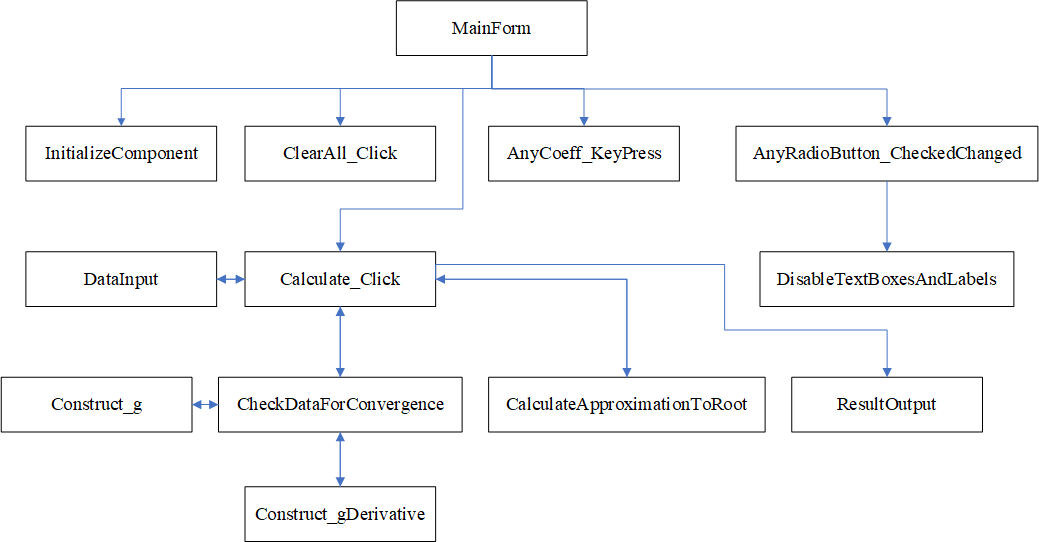 MainForm
InitializeComponent
ClearAll_Click
AnyCoeff_KeyPress
AnyRadioButton_CheckedChanged
DataInput
Calculate_Click
DisableTextBoxesAndLabels
Construct_g
CheckDataForConvergence
CalculateApproximationToRoot
ResultOutput
Construct_gDerivative